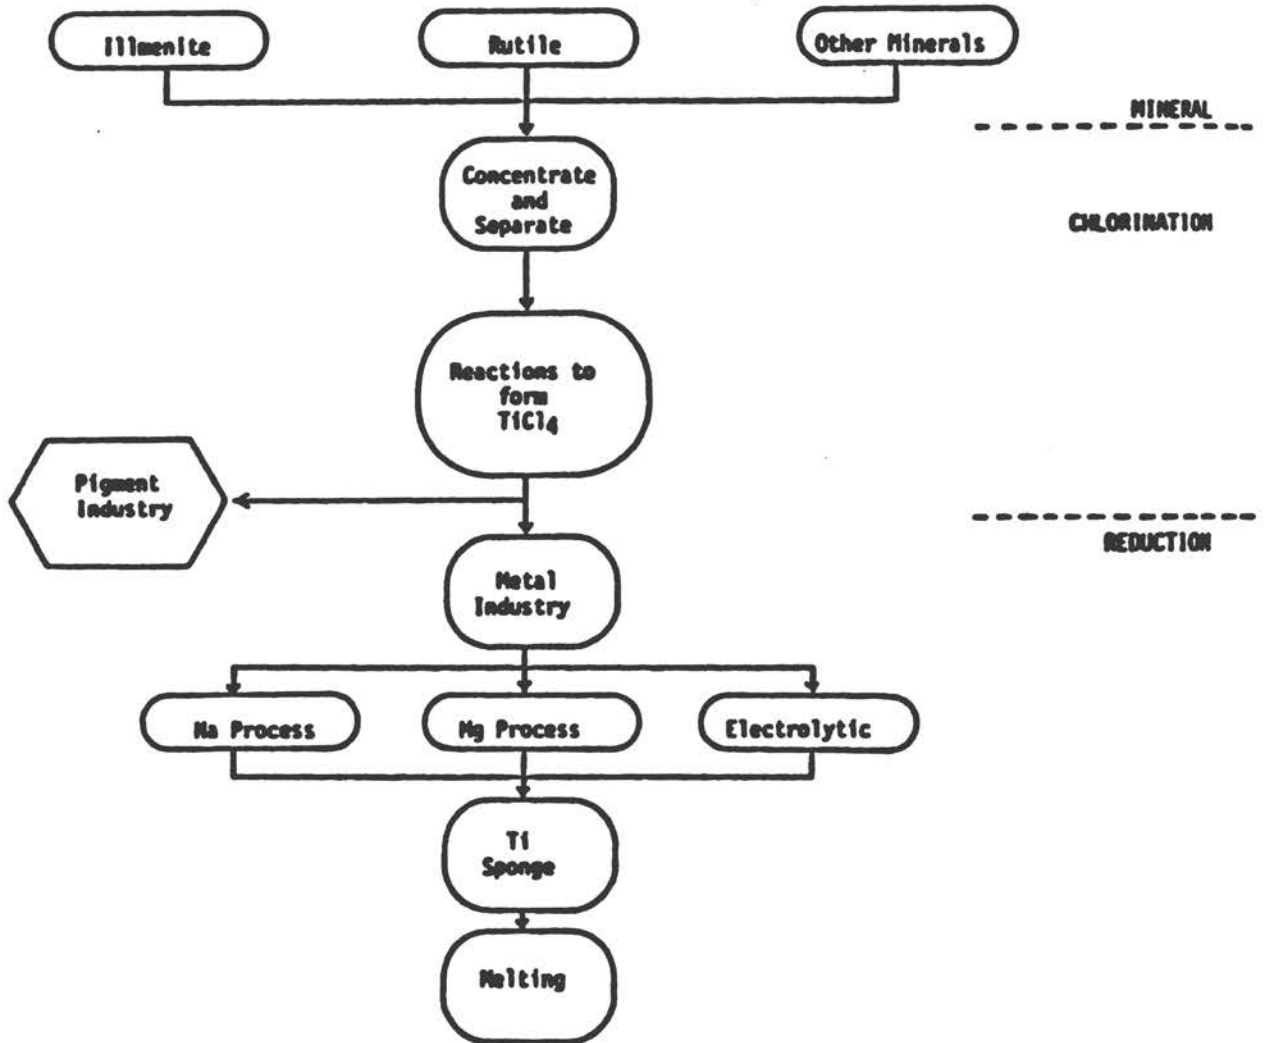 Illmenite
Rutile
Other Minerals
MINERAL
Concentrate
and
Separate
CHLORINATION
Reactions to
form
TiCl₄
Pigment
Industry
REDUCTION
Metal
Industry
Na Process
Mg Process
Electrolytic
Ti
Sponge
Melting